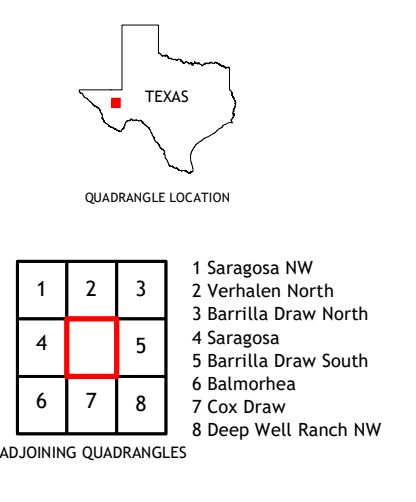 TEXAS
QUADRANGLE LOCATION
1 2 3
4 5
6 7 8
ADJOINING QUADRANGLES
1 Saragosa NW
2 Verhalen North
3 Barrilla Draw North
4 Saragosa
5 Barrilla Draw South
6 Balmorhea
7 Cox Draw
8 Deep Well Ranch NW